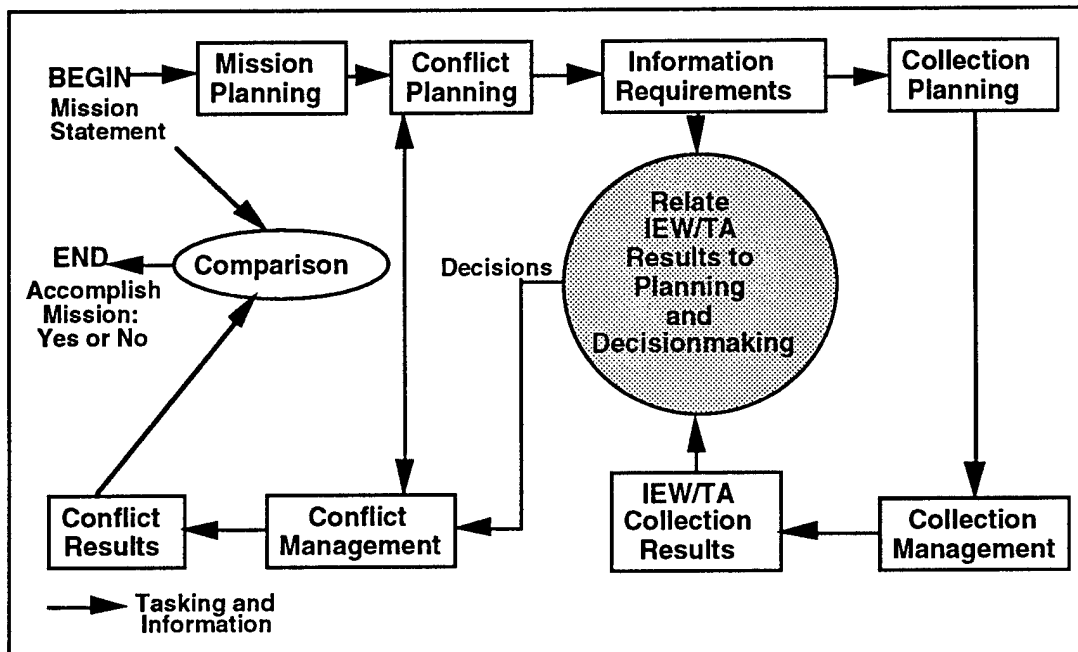 BEGIN
Mission
Statement
Mission
Planning
Conflict
Planning
Information
Requirements
Collection
Planning
Relate
IEW/TA
Results to
Planning
and
Decisionmaking
Decisions
Comparison
END
Accomplish
Mission:
Yes or No
Conflict
Results
Conflict
Management
IEW/TA
Collection
Results
Collection
Management
Tasking and
Information